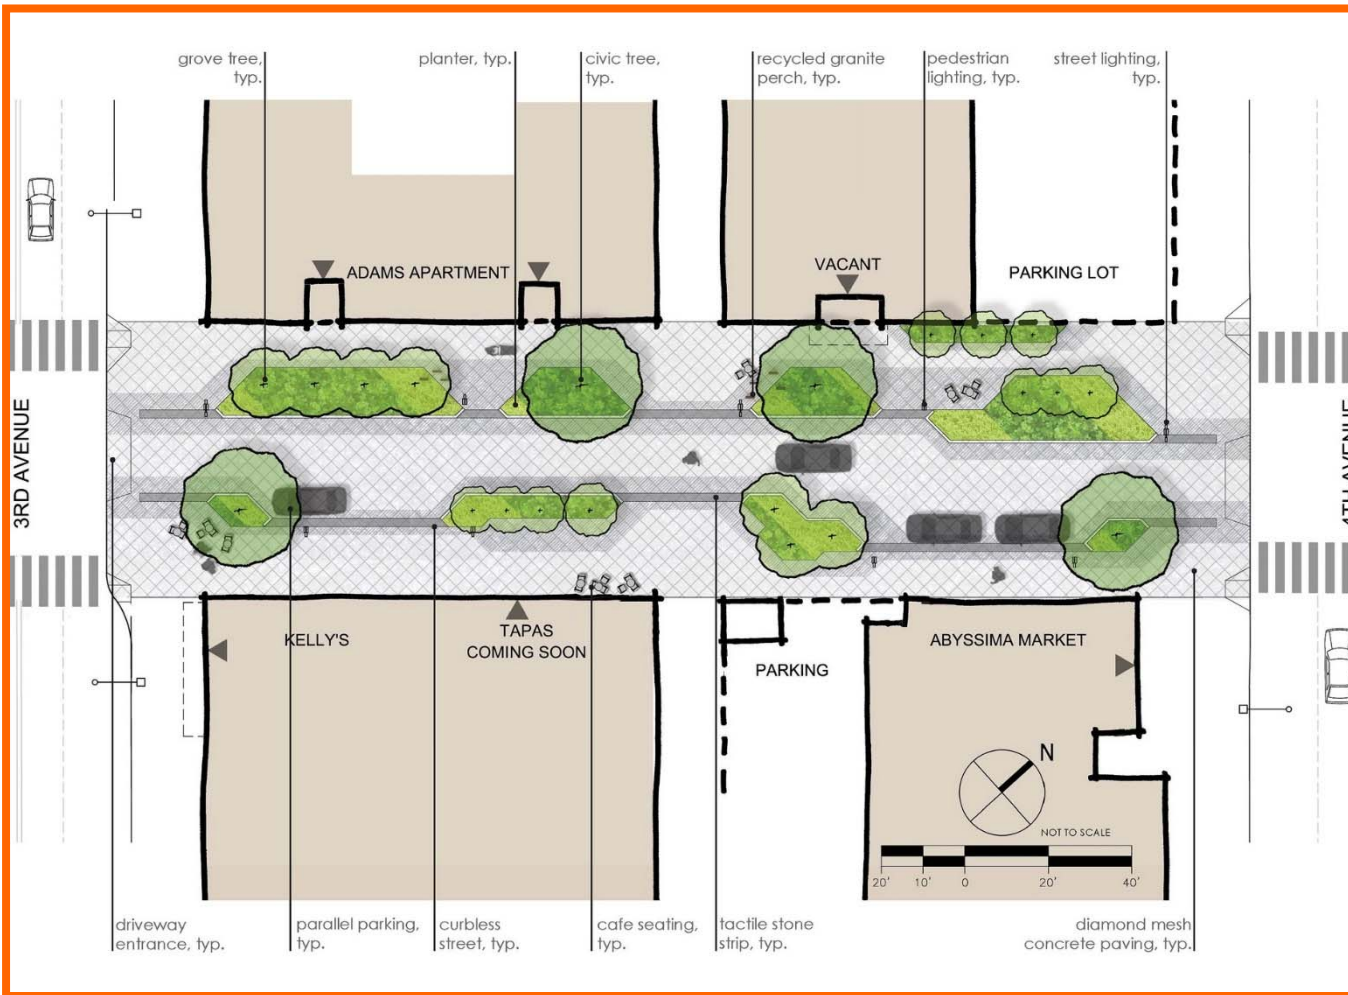 grove tree,
typ.
planter, typ.
civic tree,
typ.
recycled granite
perch, typ.
pedestrian
lighting, typ.
street lighting,
typ.
ADAMS APARTMENT
VACANT
PARKING LOT
3RD AVENUE
4TH AVENUE
KELLY'S
TAPAS
COMING SOON
PARKING
ABYSSIMA MARKET
N
NOT TO SCALE
20' 10' 0 20' 40'
driveway
entrance, typ.
parallel parking,
typ.
curbless
street, typ.
cafe seating,
typ.
tactile stone
strip, typ.
diamond mesh
concrete paving, typ.